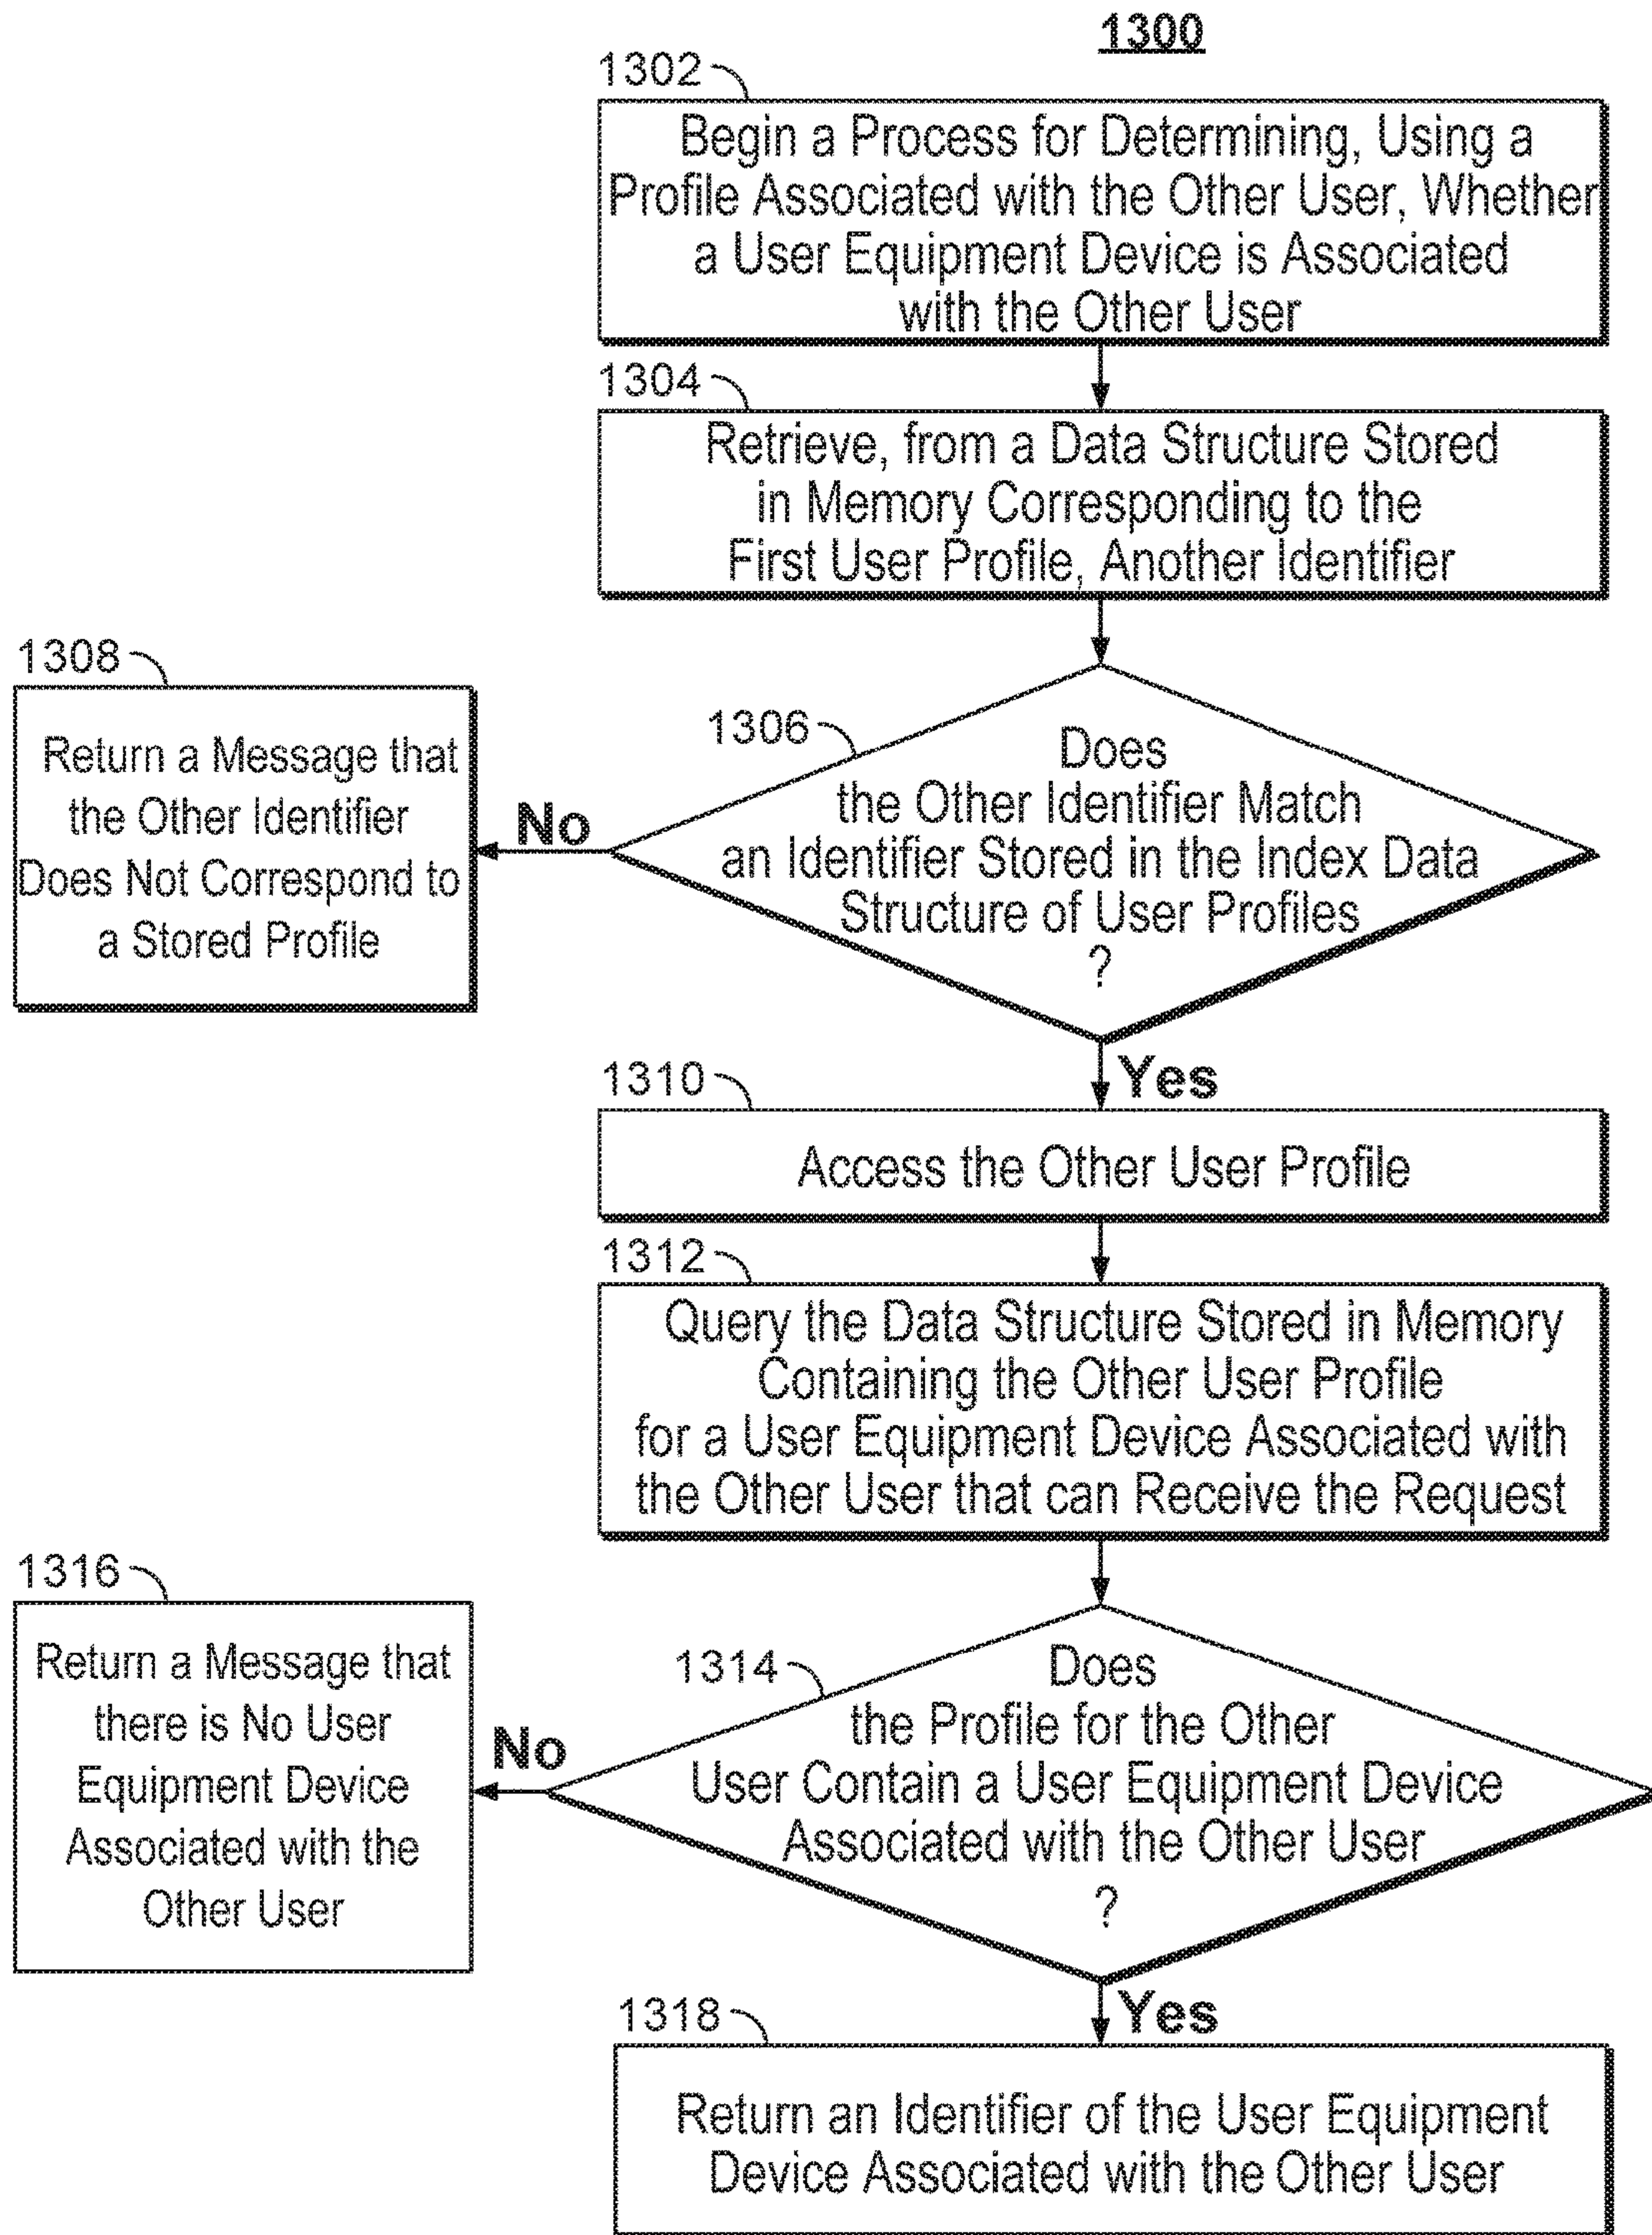 1300
1302
Begin a Process for Determining, Using a
Profile Associated with the Other User, Whether
a User Equipment Device is Associated
with the Other User
1304
Retrieve, from a Data Structure Stored
in Memory Corresponding to the
First User Profile, Another Identifier
1306
Does
the Other Identifier Match
an Identifier Stored in the Index Data
Structure of User Profiles
?
No
1308
Return a Message that
the Other Identifier
Does Not Correspond to
a Stored Profile
Yes
1310
Access the Other User Profile
1312
Query the Data Structure Stored in Memory
Containing the Other User Profile
for a User Equipment Device Associated with
the Other User that can Receive the Request
1314
Does
the Profile for the Other
User Contain a User Equipment Device
Associated with the Other User
?
No
1316
Return a Message that
there is No User
Equipment Device
Associated with the
Other User
Yes
1318
Return an Identifier of the User Equipment
Device Associated with the Other User